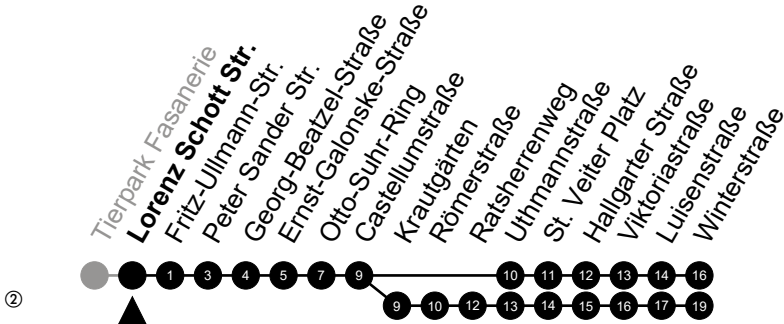 Tierpark Fasanerie
Lorenz Schott Str.
Fritz-Ullmann-Str.
Peter Sander Str.
Georg-Beatzel-Straße
Ernst-Galonske-Straße
Otto-Suhr-Ring
Castellumstraße
Krautgärten
Römerstraße
Ratsherrenweg
Uthmannstraße
St. Veiter Platz
Hallgarter Straße
Viktoriastraße
Luisenstraße
Winterstraße
1 3 4 5 7 9 10 11 12 13 14 16
② 9 10 12 13 14 15 16 17 19